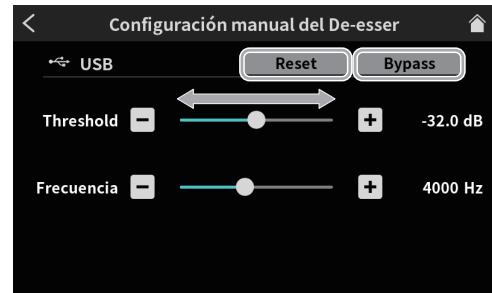 Configuración manual del De-esser
USB Reset Bypass
Threshold - + -32.0 dB
Frecuencia - + 4000 Hz